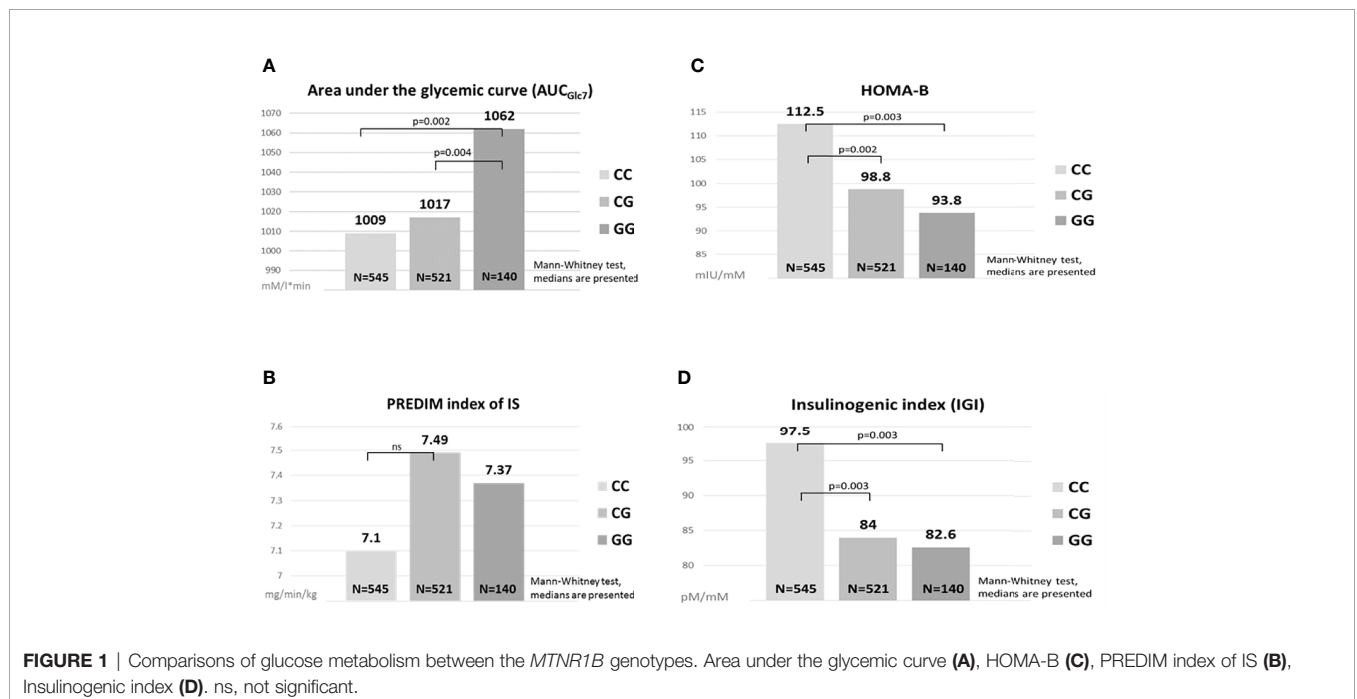 A
Area under the glycemic curve (AUCGlc7)
1070
1060
1050
1040
1030
1020
1010
1000
990
mM/l*min
1009
1017
1062
p=0.002
p=0.004
N=545
N=521
N=140
CC
CG
GG
Mann-Whitney test,
medians are presented
C
HOMA-B
115
110
105
100
95
90
85
mIU/mM
112.5
98.8
93.8
p=0.003
p=0.002
N=545
N=521
N=140
CC
CG
GG
Mann-Whitney test,
medians are presented
B
PREDIM index of IS
7.6
7.5
7.4
7.3
7.2
7.1
7
mg/min/kg
7.1
7.49
7.37
ns
N=545
N=521
N=140
CC
CG
GG
Mann-Whitney test,
medians are presented
D
Insulinogenic index (IGI)
100
95
90
85
80
pM/mM
97.5
84
82.6
p=0.003
p=0.003
N=545
N=521
N=140
CC
CG
GG
Mann-Whitney test,
medians are presented
FIGURE 1 | Comparisons of glucose metabolism between the MTNR1B genotypes. Area under the glycemic curve (A), HOMA-B (C), PREDIM index of IS (B),
Insulinogenic index (D). ns, not significant.